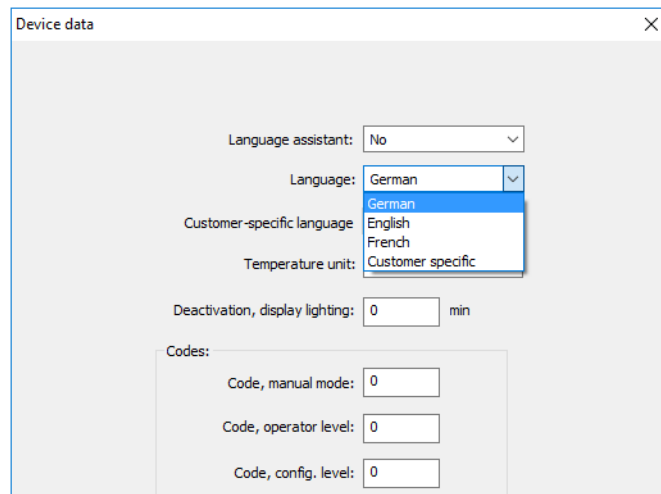 Device data
Language assistant: No
Language: German
German
Customer-specific language
English
French
Temperature unit:
Customer specific
Deactivation, display lighting: 0 min
Codes:
Code, manual mode: 0
Code, operator level: 0
Code, config. level: 0